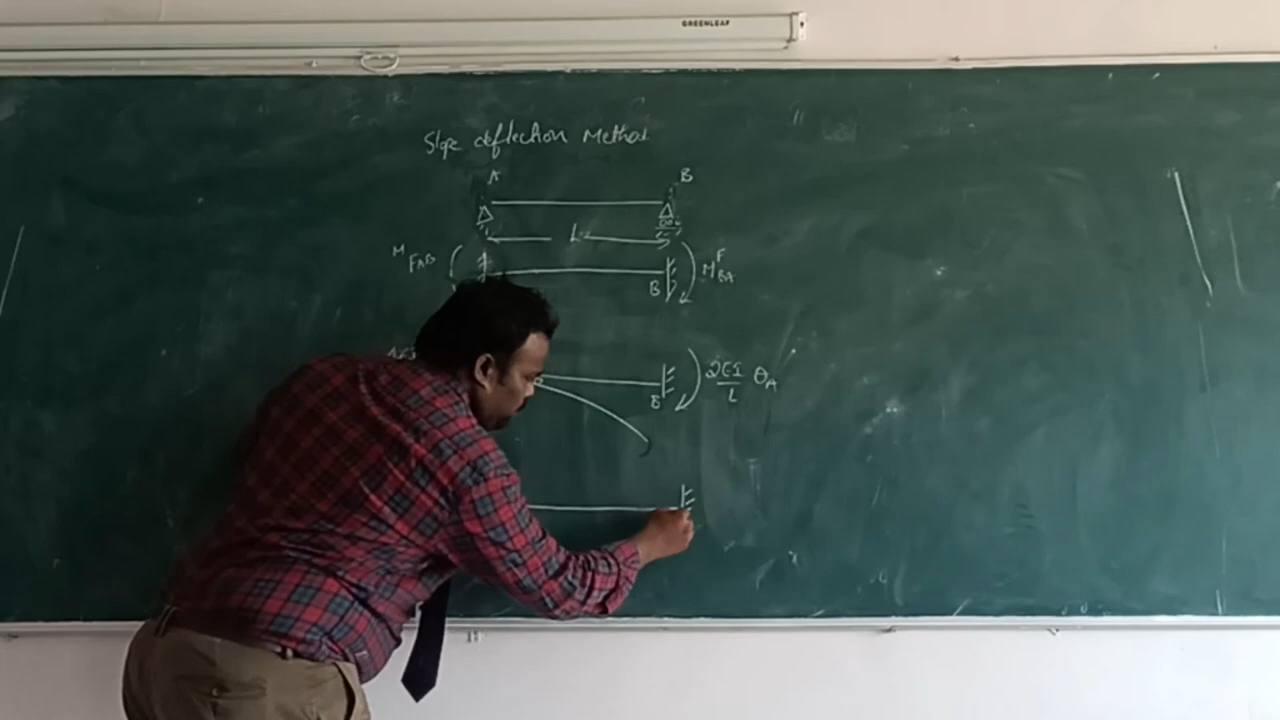 GREENLEAF
Slope deflection Method
A B
L
M FAB B M F BA
B 2EI/L θA